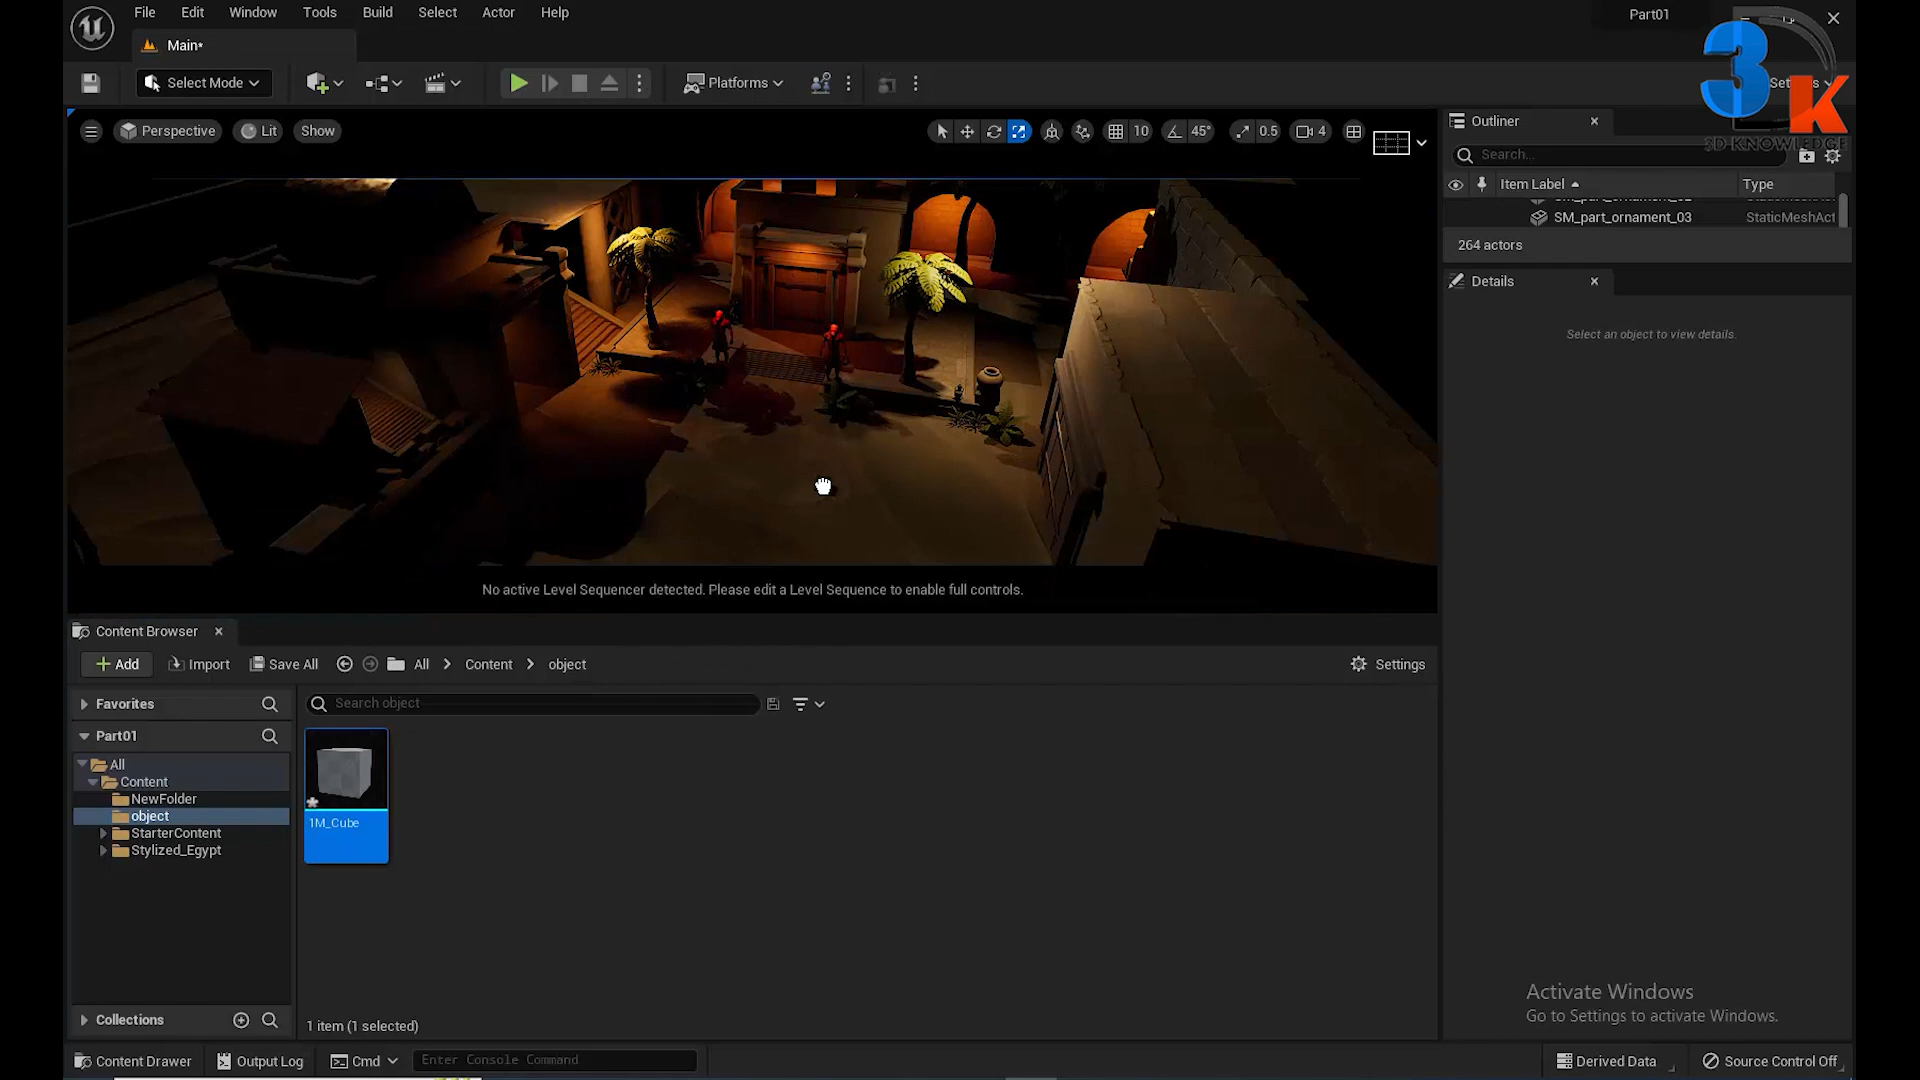 File Edit Window Tools Build Select Actor Help
Part01
Main*
Select Mode
Platforms
Settings
3 K
3D KNOWLEDGE
Perspective Lit Show
10 45° 0.5 4
Outliner
Search...
Item Label Type
SM_part_ornament_03 StaticMeshAct
264 actors
Details
Select an object to view details.
No active Level Sequencer detected. Please edit a Level Sequence to enable full controls.
Content Browser
Add Import Save All All Content object Settings
Favorites
Search object
Part01
All
Content
NewFolder
object
StarterContent
Stylized_Egypt
1M_Cube
Collections
1 item (1 selected)
Activate Windows
Go to Settings to activate Windows.
Content Drawer Output Log Cmd Enter Console Command Derived Data Source Control Off